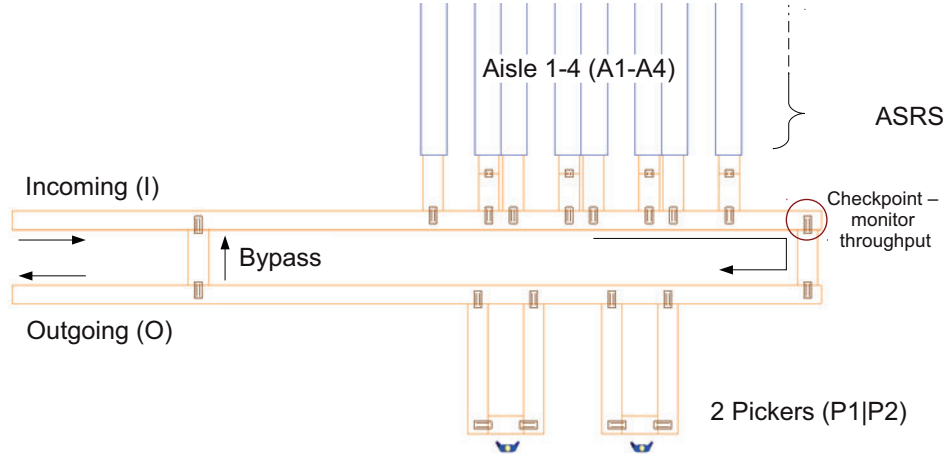 Aisle 1-4 (A1-A4)
ASRS
Incoming (I)
Checkpoint –
monitor
throughput
Bypass
Outgoing (O)
2 Pickers (P1|P2)